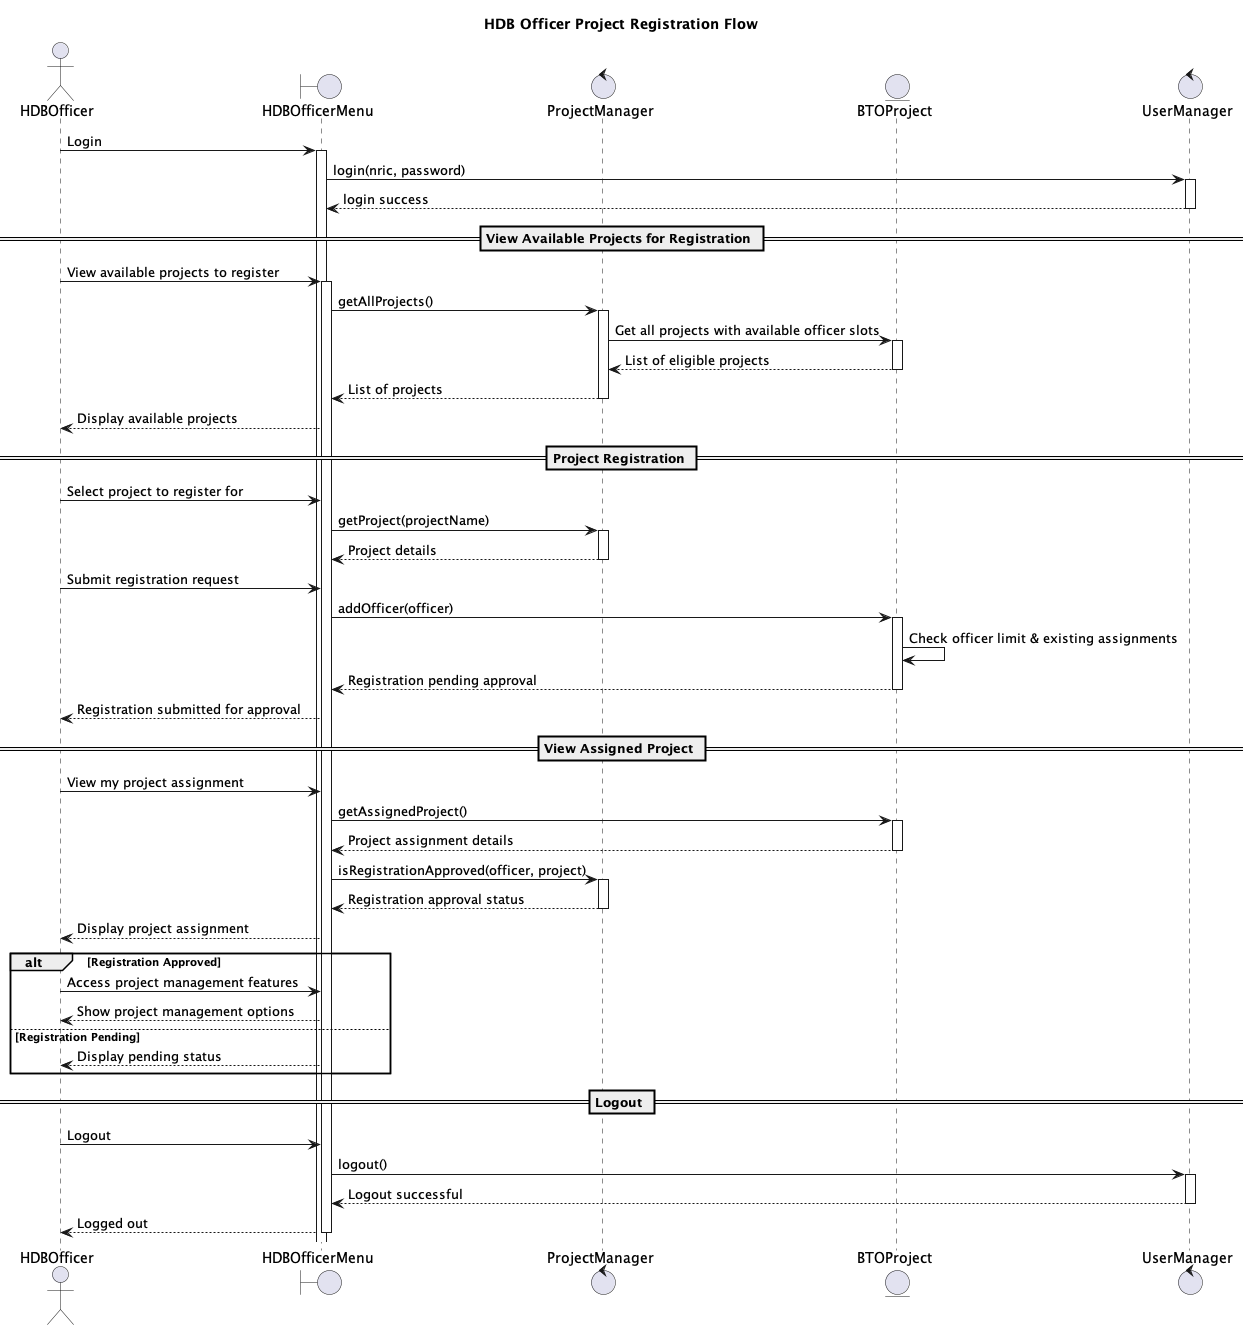 HDB Officer Project Registration Flow
HDBOfficer
HDBOfficerMenu
ProjectManager
BTOProject
UserManager
Login
login(nric, password)
login success
View Available Projects for Registration
View available projects to register
getAllProjects()
Get all projects with available officer slots
List of eligible projects
List of projects
Display available projects
Project Registration
Select project to register for
getProject(projectName)
Project details
Submit registration request
addOfficer(officer)
Check officer limit & existing assignments
Registration pending approval
Registration submitted for approval
View Assigned Project
View my project assignment
getAssignedProject()
Project assignment details
isRegistrationApproved(officer, project)
Registration approval status
Display project assignment
alt
[Registration Approved]
Access project management features
Show project management options
[Registration Pending]
Display pending status
Logout
Logout
logout()
Logout successful
Logged out
HDBOfficer
HDBOfficerMenu
ProjectManager
BTOProject
UserManager